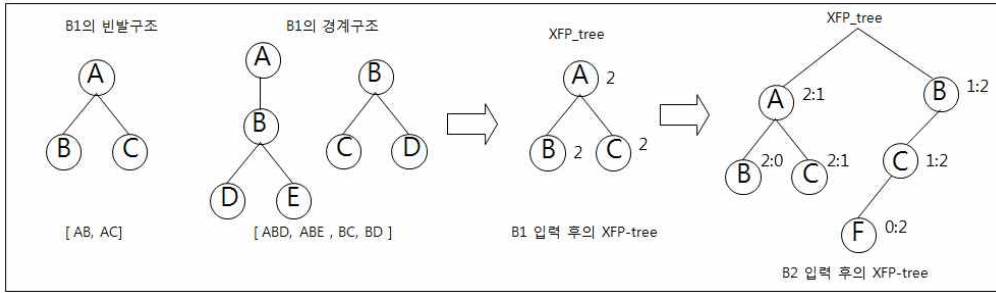 B1의 빈발구조
B1의 경계구조
XFP_tree
XFP_tree
A
B
C
A
B
D
E
B
C
D
A 2
B 2
C 2
A 2:1
B 2:0
C 2:1
B 1:2
C 1:2
F 0:2
[ AB, AC]
[ ABD, ABE , BC, BD ]
B1 입력 후의 XFP-tree
B2 입력 후의 XFP-tree